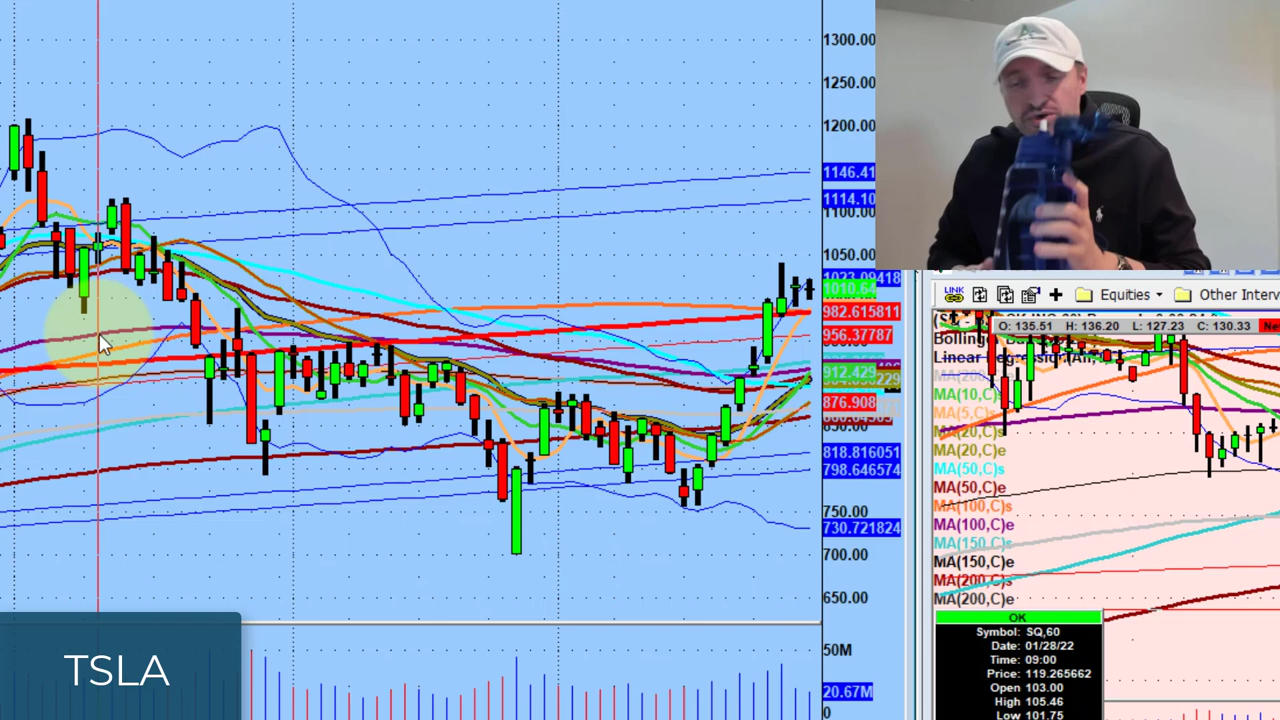 1300.00
1250.00
1200.00
1146.41
1114.10
1100.00
1050.00
1010.64
982.615811
956.37787
912.429
876.908
850.00
818.816051
798.646574
750.00
730.721824
700.00
650.00
50M
20.67M
0
TSLA
A
LINK
Equities
Other Interv
O: 135.51 H: 136.20 L: 127.23 C: 130.33
MA(10,C)s
MA(5,C)s
MA(20,C)s
MA(20,C)e
MA(50,C)s
MA(50,C)e
MA(100,C)s
MA(100,C)e
MA(150,C)s
MA(150,C)e
MA(200,C)s
MA(200,C)e
OK
Symbol: SQ,60
Date: 01/28/22
Time: 09:00
Price: 119.265662
Open 103.00
High 105.46
Low 101.75